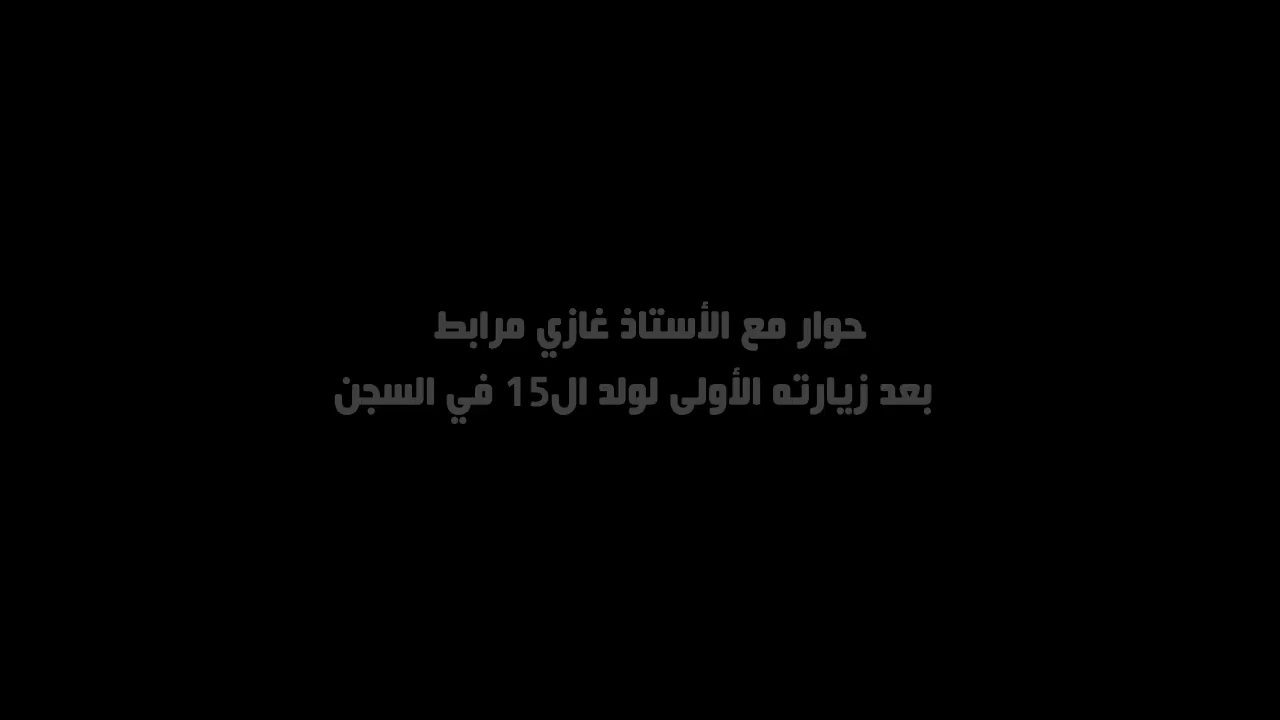 حوار مع الأستاذ غازي مرابط
بعد زيارته الأولى لولد ال15 في السجن